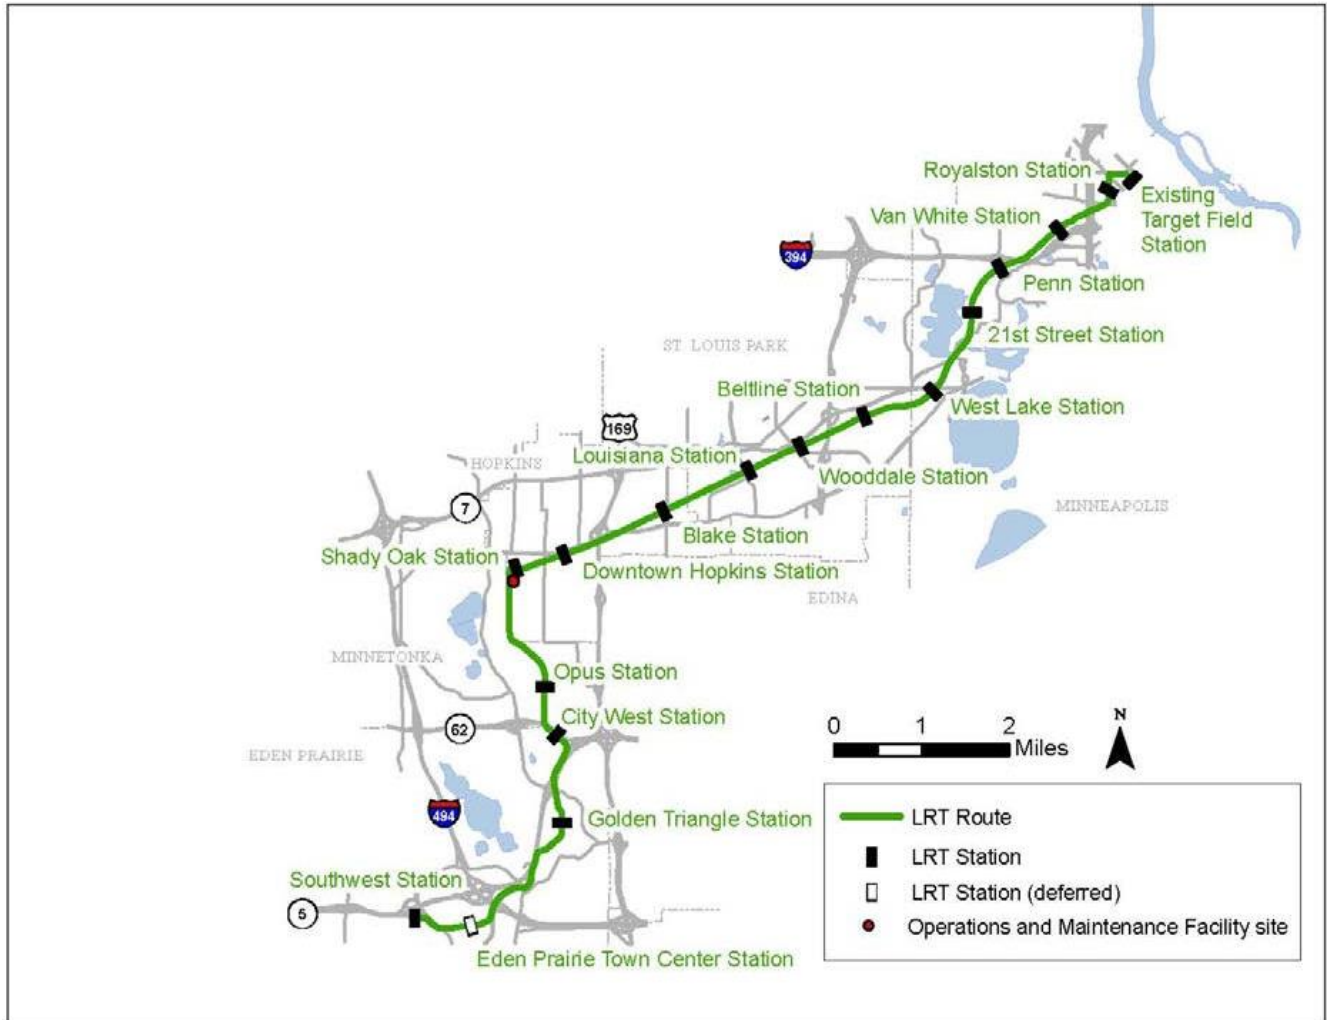 Royalston Station
Existing
Target Field
Station
Van White Station
394
Penn Station
21st Street Station
ST. LOUIS PARK
Beltline Station
West Lake Station
169
Louisiana Station
HOPKINS
Wooddale Station
7
MINNEAPOLIS
Blake Station
Shady Oak Station
Downtown Hopkins Station
EDINA
MINNETONKA
Opus Station
City West Station
62
EDEN PRAIRIE
0 1 2
Miles
N
494
Golden Triangle Station
Southwest Station
5
Eden Prairie Town Center Station
LRT Route
LRT Station
LRT Station (deferred)
Operations and Maintenance Facility site